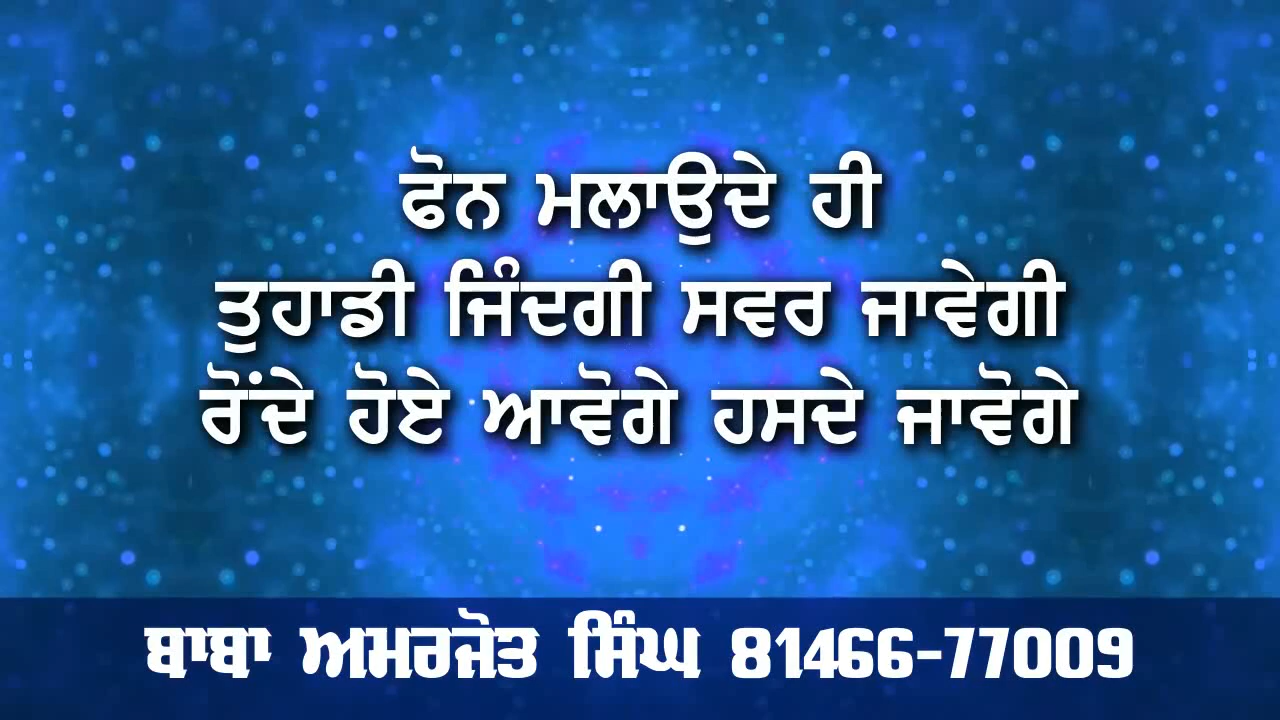 ਫੋਨ ਮਲਾਉਦੇ ਹੀ
ਤੁਹਾਡੀ ਜਿੰਦਗੀ ਸਵਰ ਜਾਵੇਗੀ
ਰੋਂਦੇ ਹੋਏ ਆਵੋਗੇ ਹਸਦੇ ਜਾਵੋਗੇ
ਬਾਬਾ ਅਮਰਜੋਤ ਸਿੰਘ 81466-77009